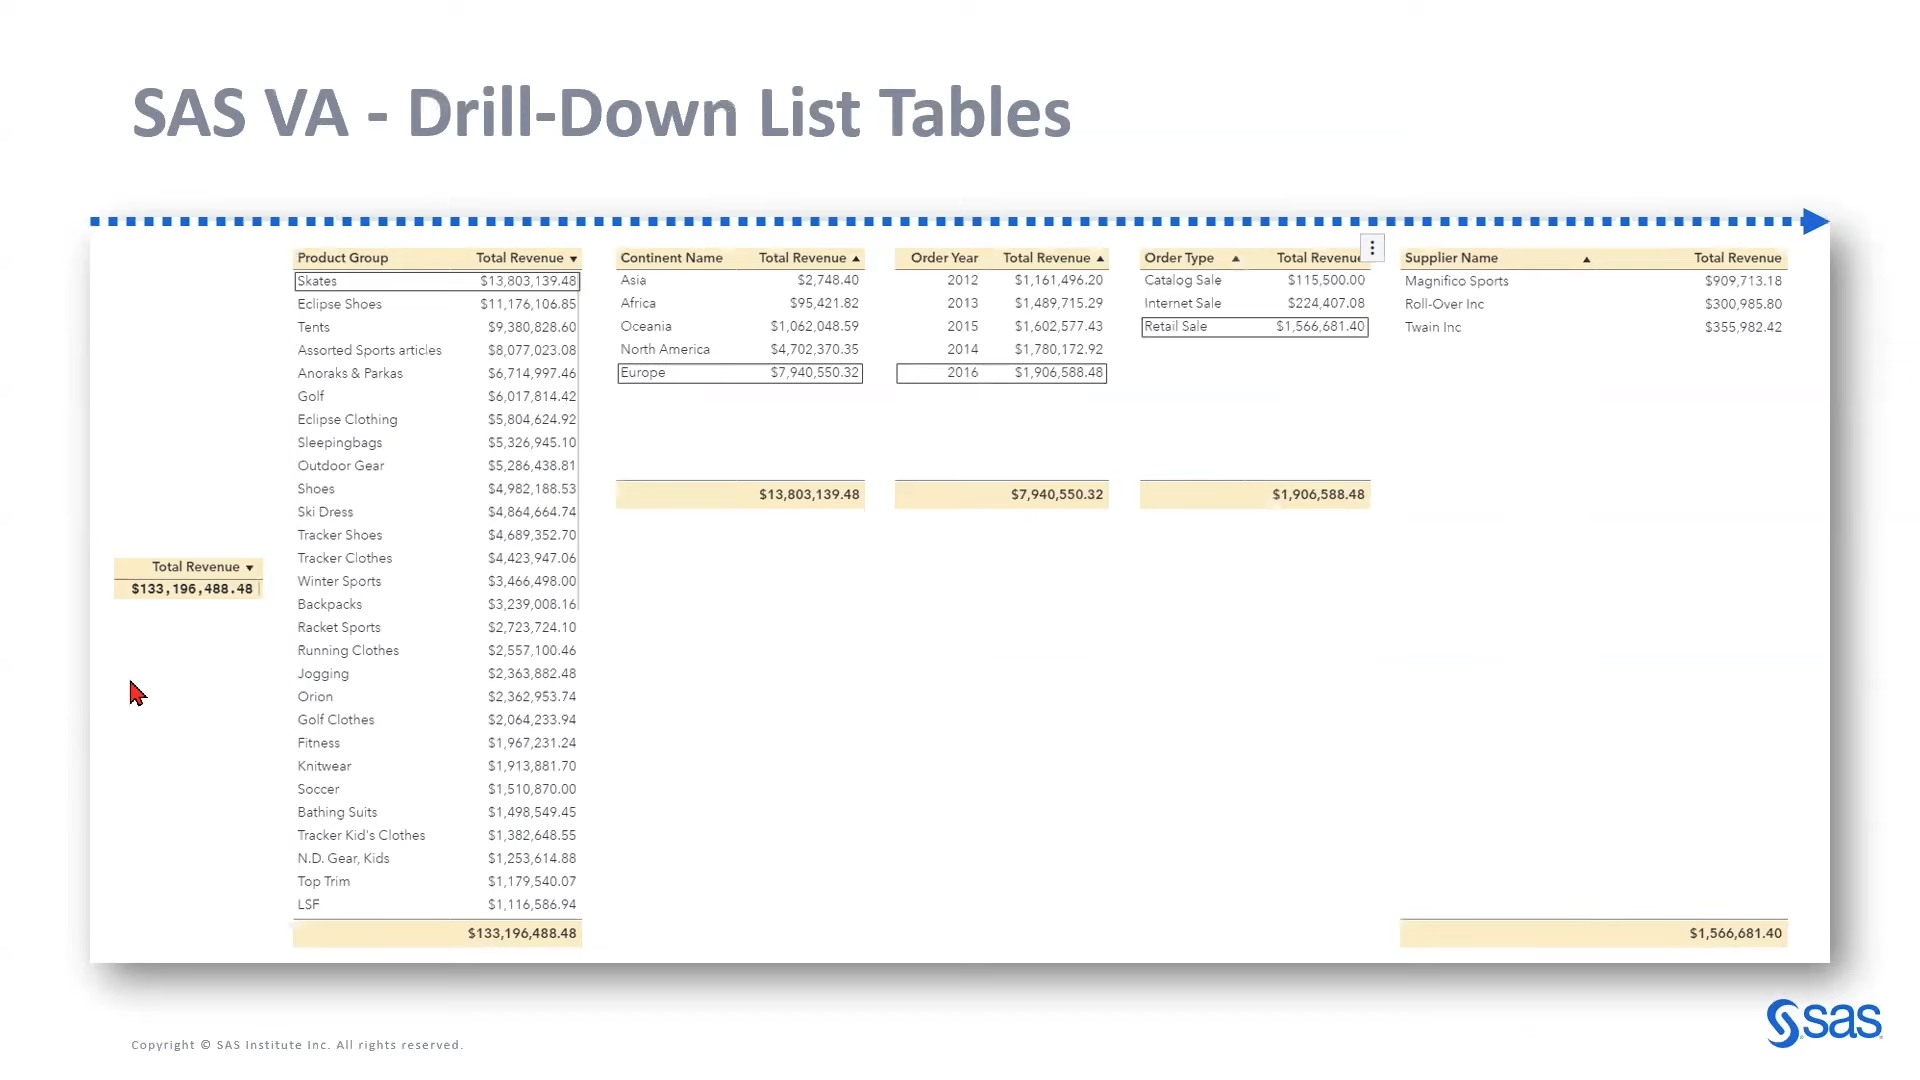 SAS VA - Drill-Down List Tables
Total Revenue
$133,196,488.48
Product Group Total Revenue
Skates $13,803,139.48
Eclipse Shoes $11,176,106.85
Tents $9,380,828.60
Assorted Sports articles $8,077,023.08
Anoraks & Parkas $6,714,997.46
Golf $6,017,814.42
Eclipse Clothing $5,804,624.92
Sleepingbags $5,326,945.10
Outdoor Gear $5,286,438.81
Shoes $4,982,188.53
Ski Dress $4,864,664.74
Tracker Shoes $4,689,352.70
Tracker Clothes $4,423,947.06
Winter Sports $3,466,498.00
Backpacks $3,239,008.16
Racket Sports $2,723,724.10
Running Clothes $2,557,100.46
Jogging $2,363,882.48
Orion $2,362,953.74
Golf Clothes $2,064,233.94
Fitness $1,967,231.24
Knitwear $1,913,881.70
Soccer $1,510,870.00
Bathing Suits $1,498,549.45
Tracker Kid's Clothes $1,382,648.55
N.D. Gear, Kids $1,253,614.88
Top Trim $1,179,540.07
LSF $1,116,586.94
$133,196,488.48
Continent Name Total Revenue
Asia $2,748.40
Africa $95,421.82
Oceania $1,062,048.59
North America $4,702,370.35
Europe $7,940,550.32
$13,803,139.48
Order Year Total Revenue
2012 $1,161,496.20
2013 $1,489,715.29
2015 $1,602,577.43
2014 $1,780,172.92
2016 $1,906,588.48
$7,940,550.32
Order Type Total Revenue
Catalog Sale $115,500.00
Internet Sale $224,407.08
Retail Sale $1,566,681.40
$1,906,588.48
Supplier Name Total Revenue
Magnifico Sports $909,713.18
Roll-Over Inc $300,985.80
Twain Inc $355,982.42
$1,566,681.40
Copyright © SAS Institute Inc. All rights reserved.
sas